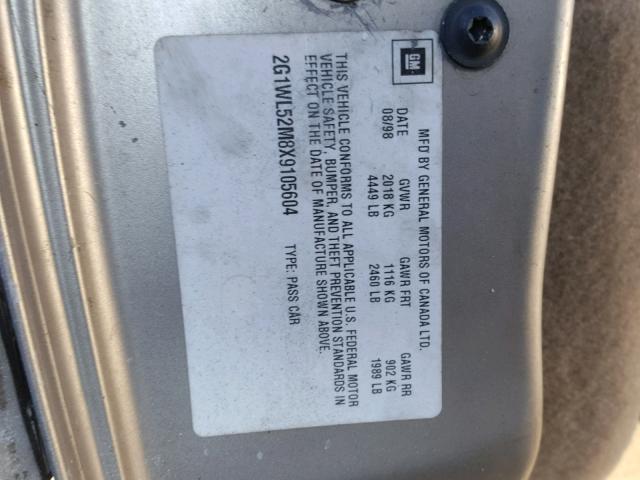 GM
MFD BY GENERAL MOTORS OF CANADA LTD.
DATE GVWR GAWR FRT GAWR RR
08/98 2018 KG 1116 KG 902 KG
4449 LB 2460 LB 1989 LB
THIS VEHICLE CONFORMS TO ALL APPLICABLE U.S. FEDERAL MOTOR
VEHICLE SAFETY, BUMPER, AND THEFT PREVENTION STANDARDS IN
EFFECT ON THE DATE OF MANUFACTURE SHOWN ABOVE.
2G1WL52M8X9105604 TYPE: PASS CAR